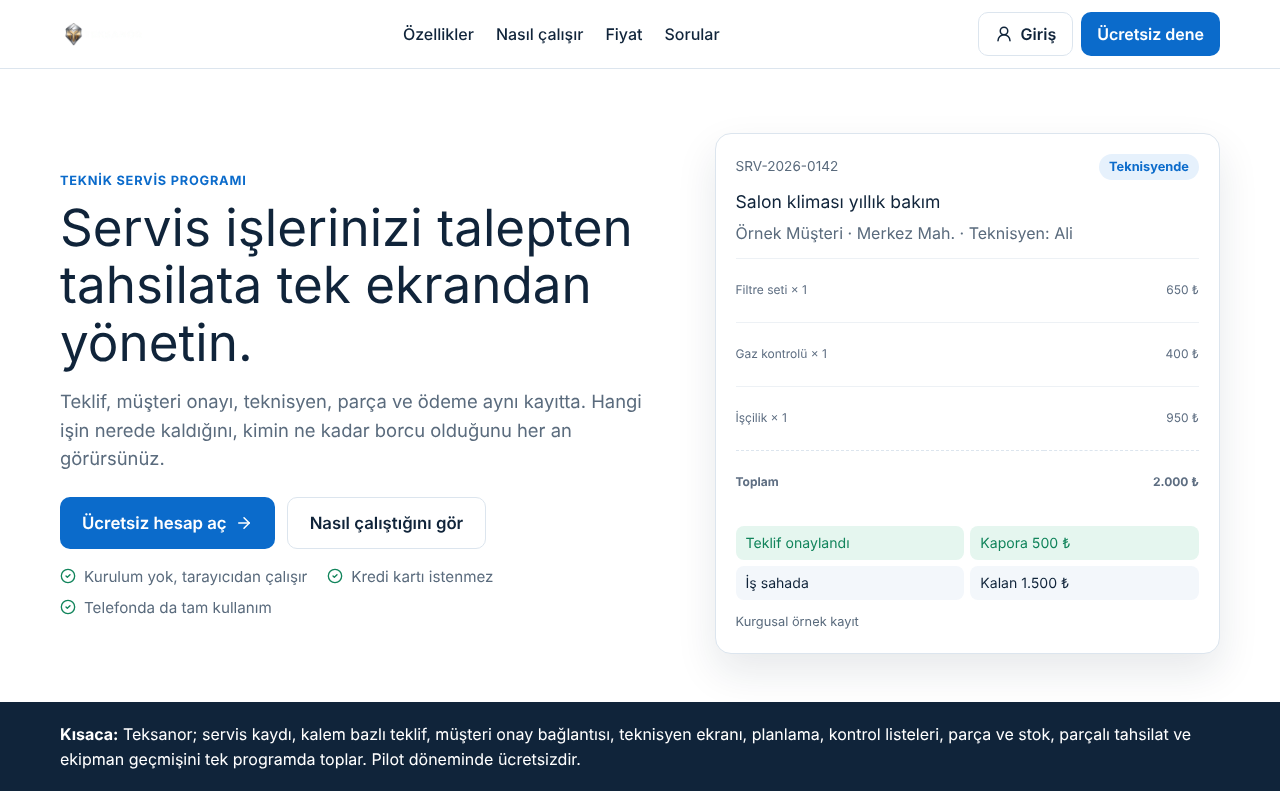 Özellikler
Nasıl çalışır
Fiyat
Sorular
Giriş
Ücretsiz dene
TEKNİK SERVİS PROGRAMI
Servis işlerinizi talepten
tahsilata tek ekrandan
yönetin.
Teklif, müşteri onayı, teknisyen, parça ve ödeme aynı kayıtta. Hangi
işin nerede kaldığını, kimin ne kadar borcu olduğunu her an
görürsünüz.
Ücretsiz hesap aç
Nasıl çalıştığını gör
Kurulum yok, tarayıcıdan çalışır
Kredi kartı istenmez
Telefonda da tam kullanım
SRV-2026-0142
Teknisyende
Salon kliması yıllık bakım
Örnek Müşteri · Merkez Mah. · Teknisyen: Ali
Filtre seti × 1 650 ₺
Gaz kontrolü × 1 400 ₺
İşçilik × 1 950 ₺
Toplam 2.000 ₺
Teklif onaylandı
Kapora 500 ₺
İş sahada
Kalan 1.500 ₺
Kurgusal örnek kayıt
Kısaca: Teksanor; servis kaydı, kalem bazlı teklif, müşteri onay bağlantısı, teknisyen ekranı, planlama, kontrol listeleri, parça ve stok, parçalı tahsilat ve
ekipman geçmişini tek programda toplar. Pilot döneminde ücretsizdir.